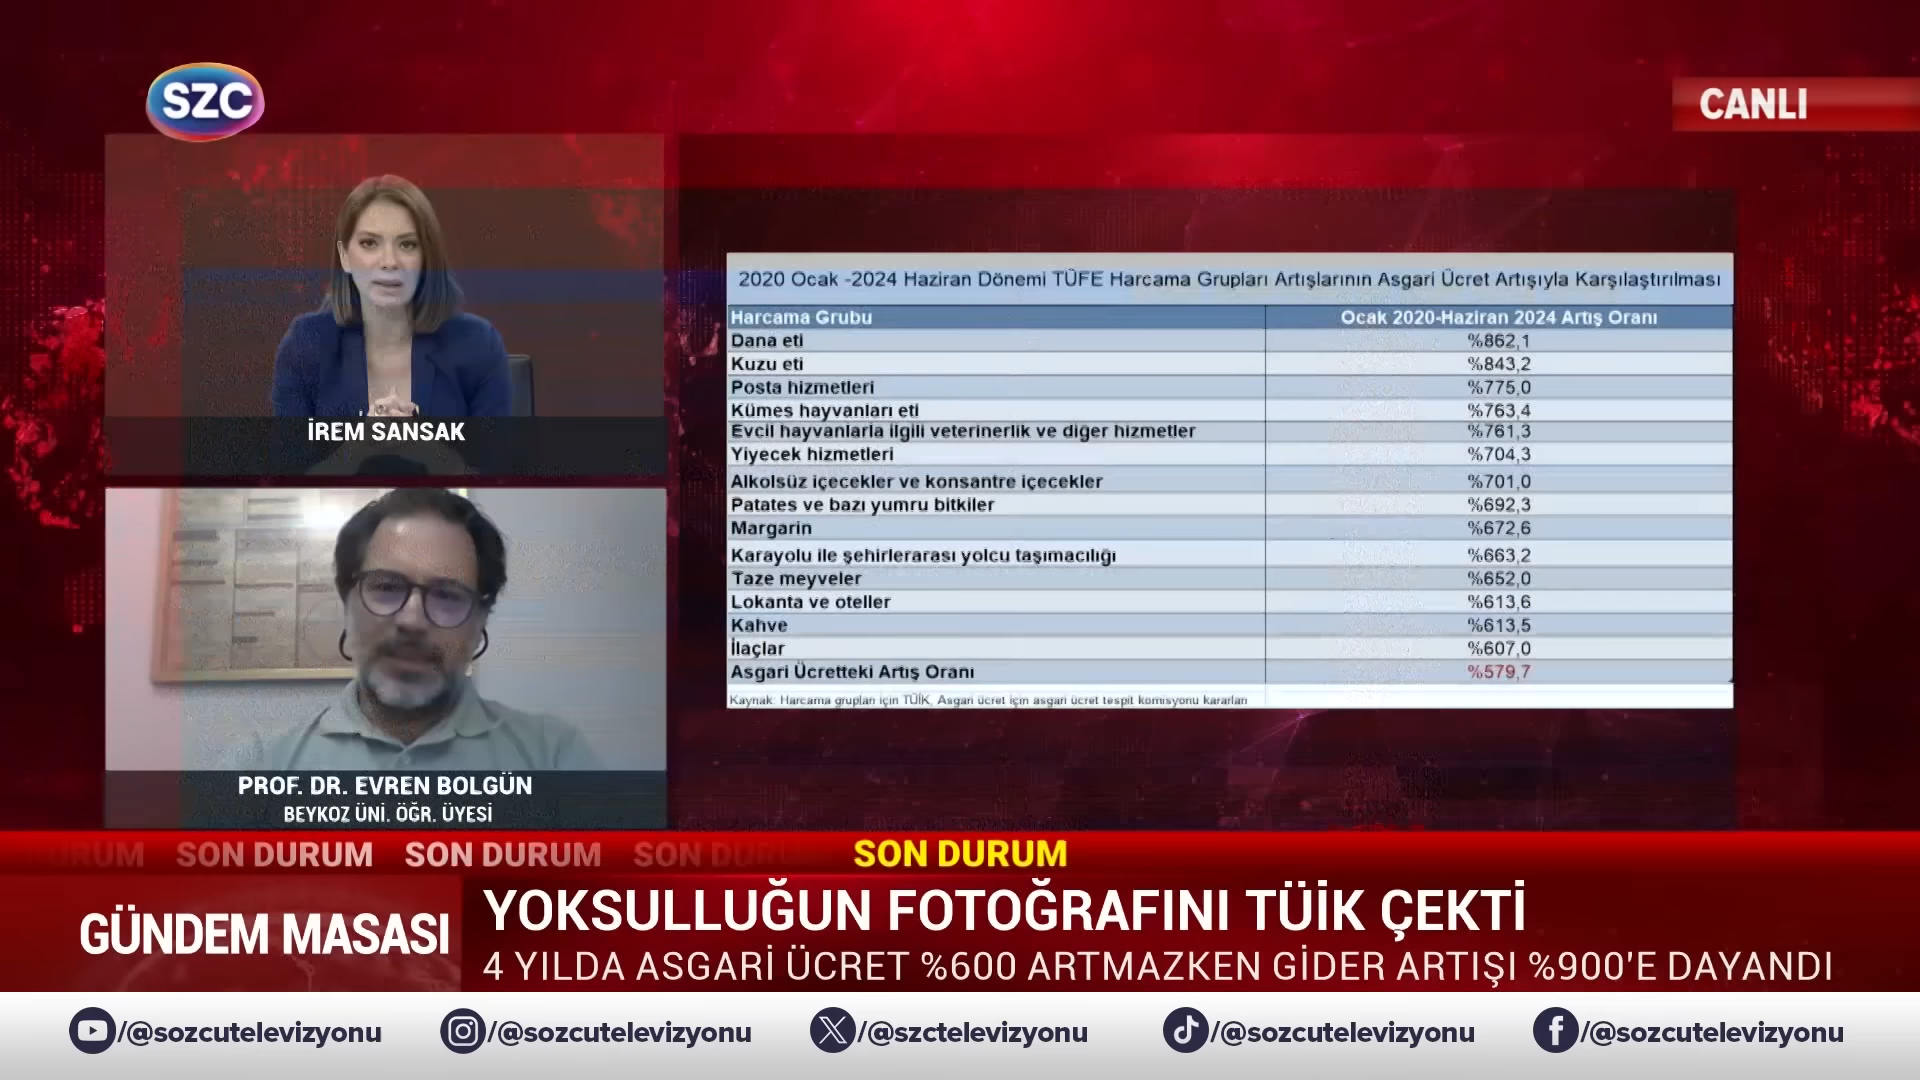 SZC
CANLI
İREM SANSAK
PROF. DR. EVREN BOLGÜN
BEYKOZ ÜNİ. ÖĞR. ÜYESİ
2020 Ocak -2024 Haziran Dönemi TÜFE Harcama Grupları Artışlarının Asgari Ücret Artışıyla Karşılaştırılması
Harcama Grubu Ocak 2020-Haziran 2024 Artış Oranı
Dana eti %862,1
Kuzu eti %843,2
Posta hizmetleri %775,0
Kümes hayvanları eti %763,4
Evcil hayvanlarla ilgili veterinerlik ve diğer hizmetler %761,3
Yiyecek hizmetleri %704,3
Alkolsüz içecekler ve konsantre içecekler %701,0
Patates ve bazı yumru bitkiler %692,3
Margarin %672,6
Karayolu ile şehirlerarası yolcu taşımacılığı %663,2
Taze meyveler %652,0
Lokanta ve oteller %613,6
Kahve %613,5
İlaçlar %607,0
Asgari Ücretteki Artış Oranı %579,7
Kaynak: Harcama grupları için TÜİK, Asgari ücret için asgari ücret tespit komisyonu kararları
URUM SON DURUM SON DURUM SON DURUM SON DURUM
GÜNDEM MASASI
YOKSULLUĞUN FOTOĞRAFINI TÜİK ÇEKTİ
4 YILDA ASGARİ ÜCRET %600 ARTMAZKEN GİDER ARTIŞI %900'E DAYANDI
/@sozcutelevizyonu /@sozcutelevizyonu /@szctelevizyonu /@sozcutelevizyonu /@sozcutelevizyonu